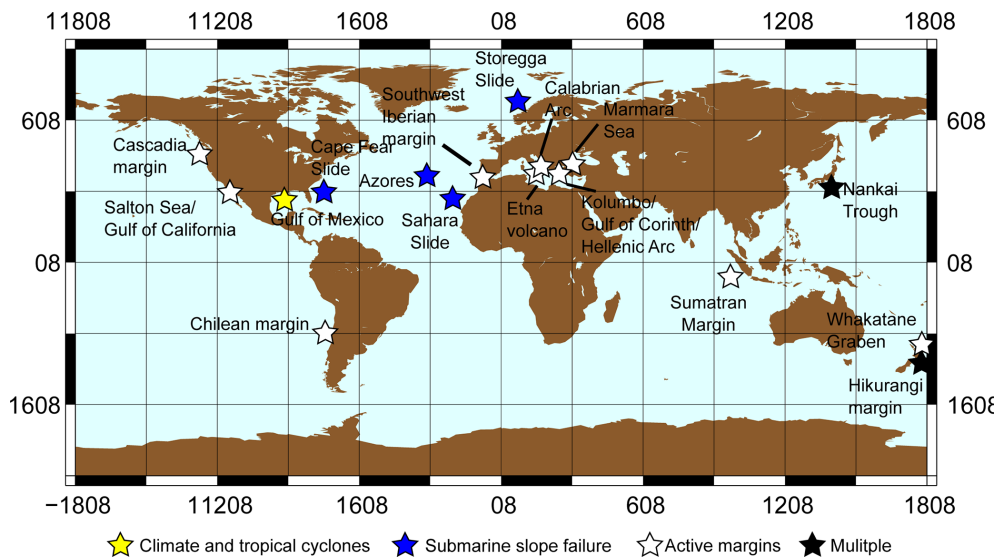 11808 11208 1608 08 608 1208 1808
Storegga
Slide
Calabrian
Arc
Southwest
Iberian
margin
Marmara
Sea
608 608
Cascadia
margin
Cape Fear
Slide
Azores
Nankai
Trough
Salton Sea/
Gulf of California
Gulf of Mexico
Sahara
Slide
Etna
volcano
Kolumbo/
Gulf of Corinth/
Hellenic Arc
08 08
Sumatran
Margin
Chilean margin
Whakatane
Graben
Hikurangi
margin
1608 1608
−1808 11208 1608 08 608 1208 1808
Climate and tropical cyclones Submarine slope failure Active margins Mulitple